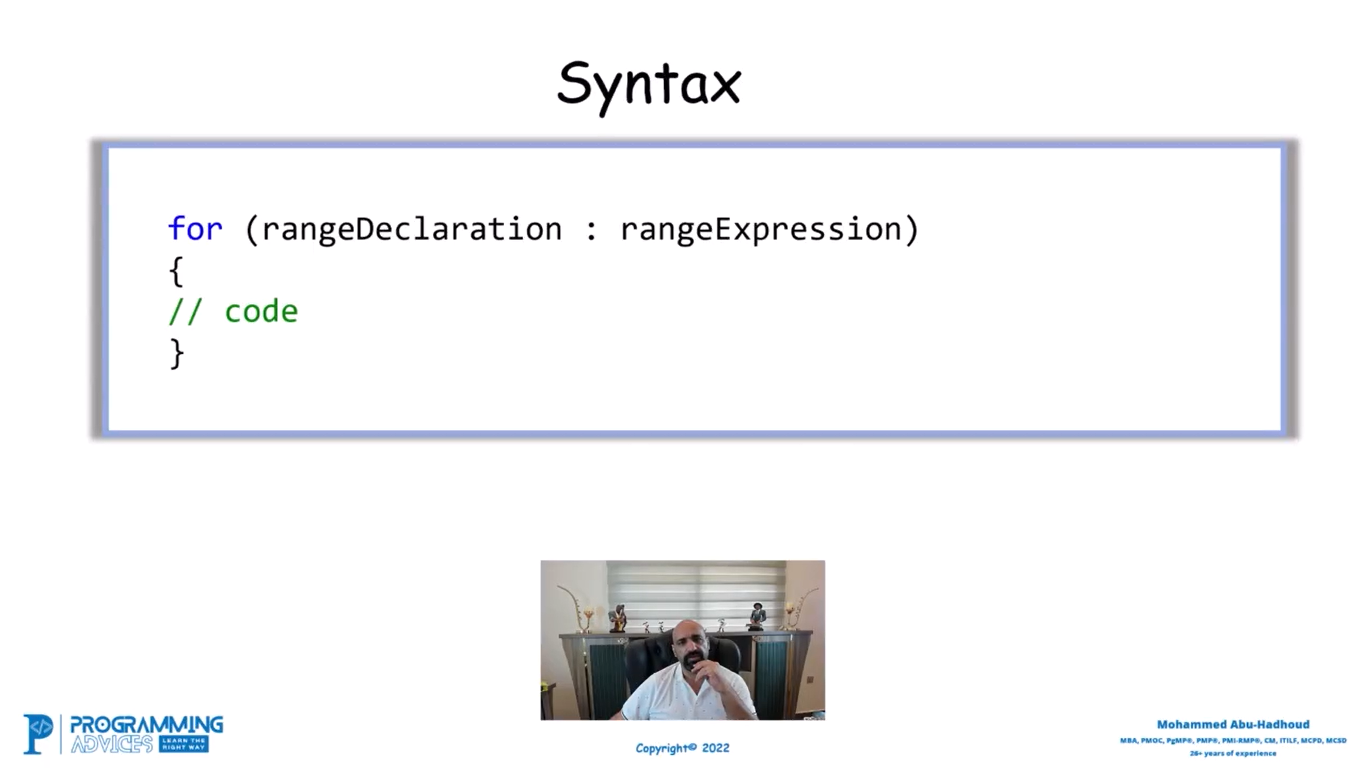 Syntax
for (rangeDeclaration : rangeExpression)
{
// code
}
PROGRAMMING
ADVICES LEARN THE RIGHT WAY
Copyright© 2022
Mohammed Abu-Hadhoud
MBA, PMOC, PgMP®, PMP®, PMI-RMP®, CM, ITILF, MCPD, MCSD
26+ years of experience